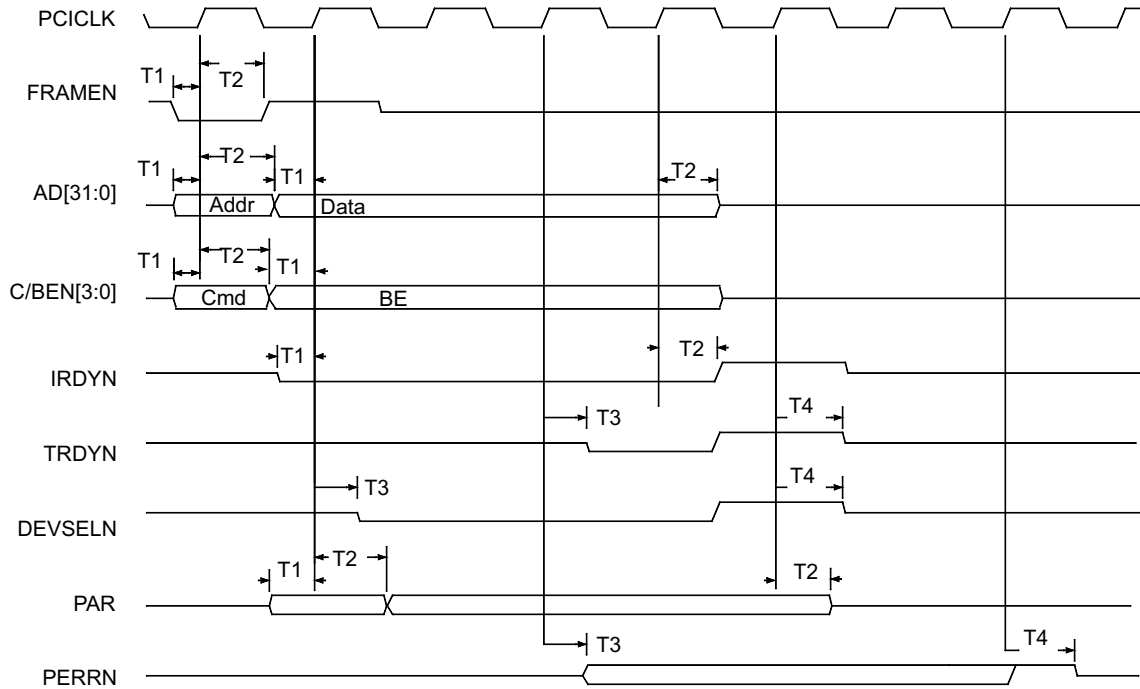 PCICLK
T1 T2
FRAMEN
T1 T2 T1 T2
AD[31:0] Addr Data
T1 T2 T1
C/BEN[3:0] Cmd BE
T1 T2
IRDYN
T3 T4
TRDYN
T3 T4
DEVSELN
T1 T2 T2
PAR
T3 T4
PERRN